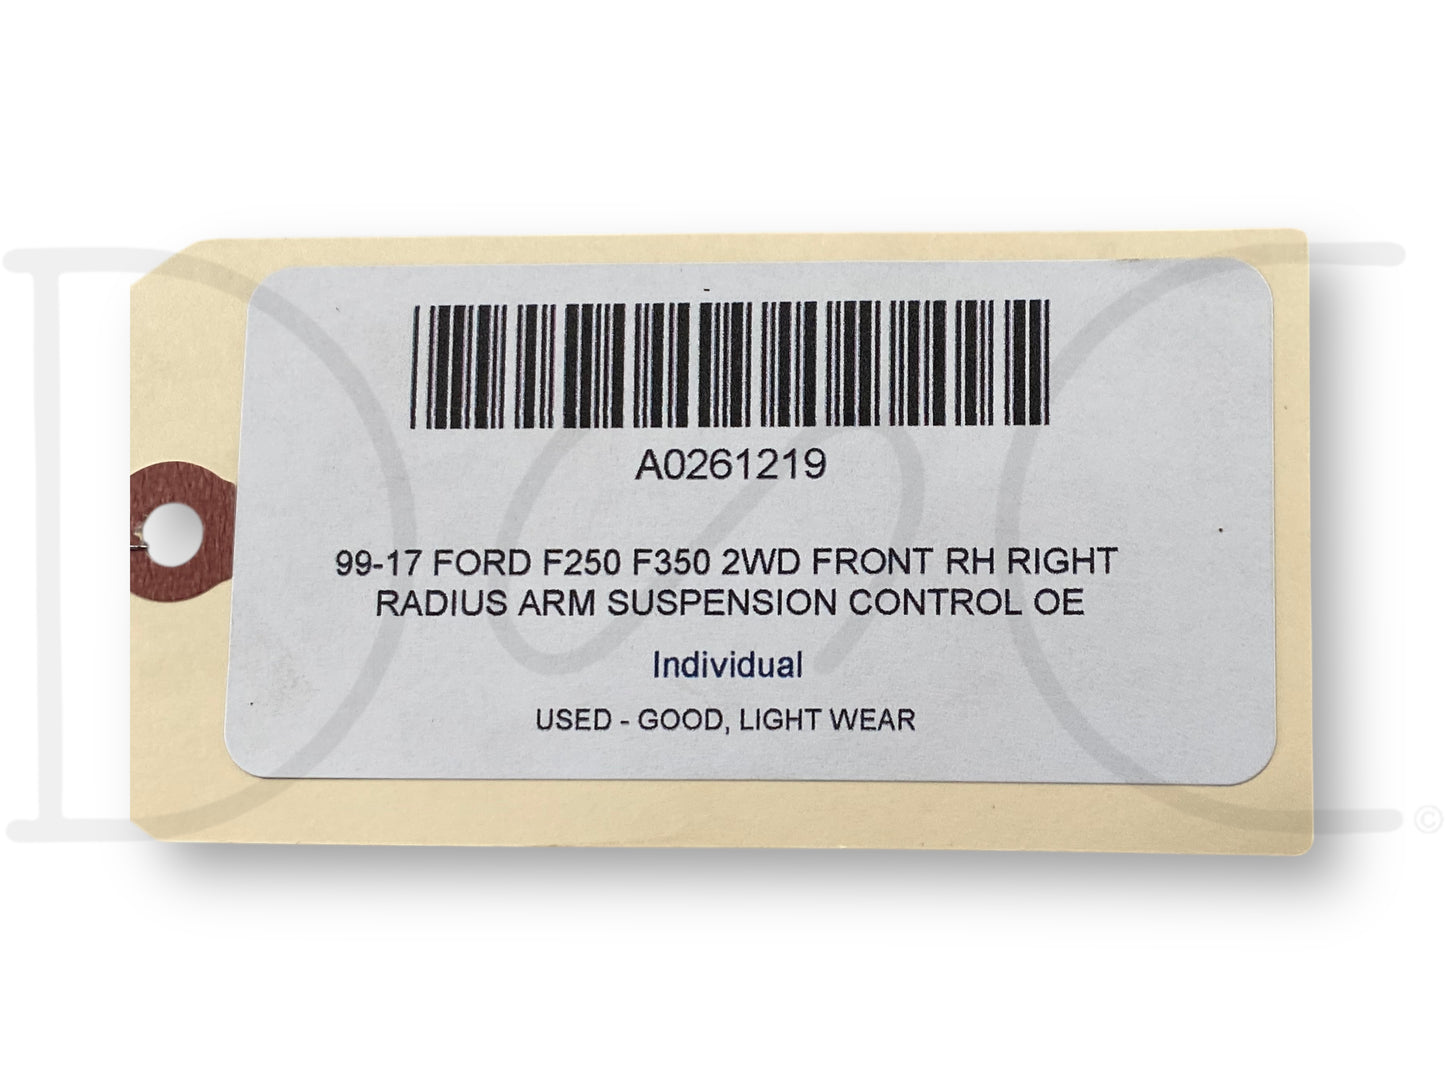 A0261219
99-17 FORD F250 F350 2WD FRONT RH RIGHT
RADIUS ARM SUSPENSION CONTROL OE
Individual
USED - GOOD, LIGHT WEAR
©